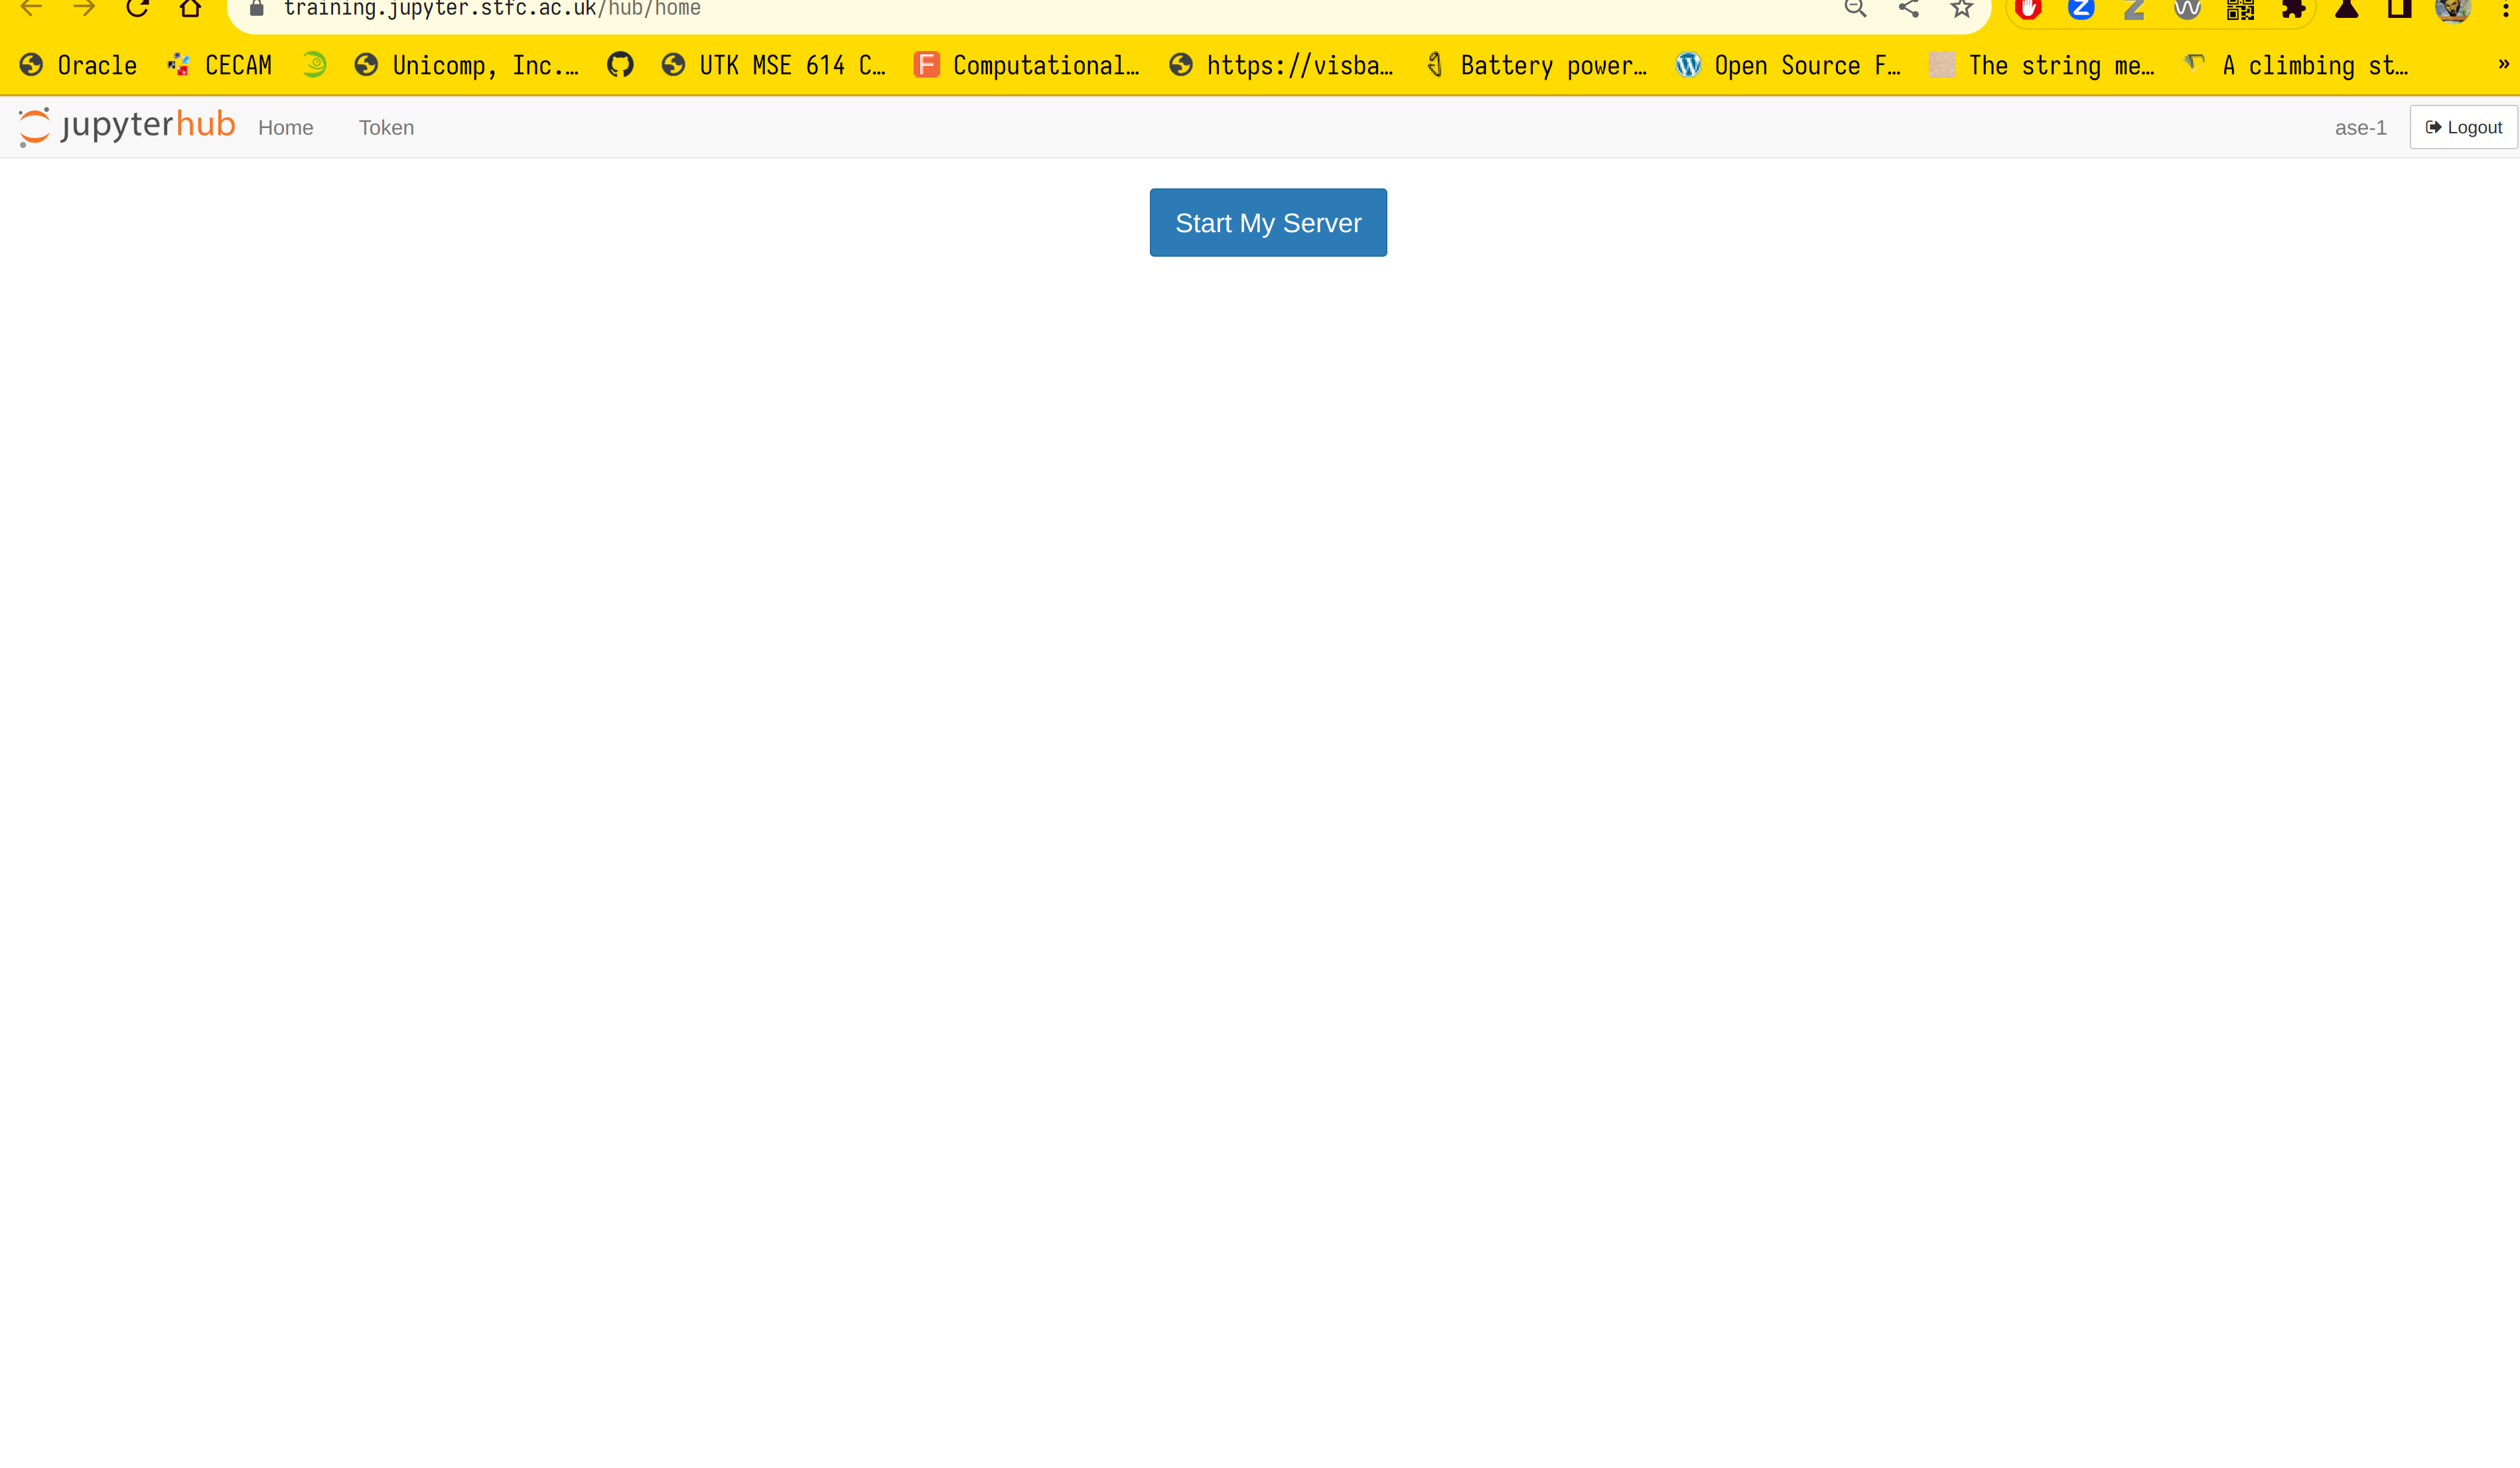 training.jupyter.stfc.ac.uk/hub/home
Oracle CECAM Unicomp, Inc.… UTK MSE 614 C… F Computational… https://visba… Battery power… Open Source F… The string me… A climbing st… »
jupyterhub Home Token ase-1 Logout
Start My Server